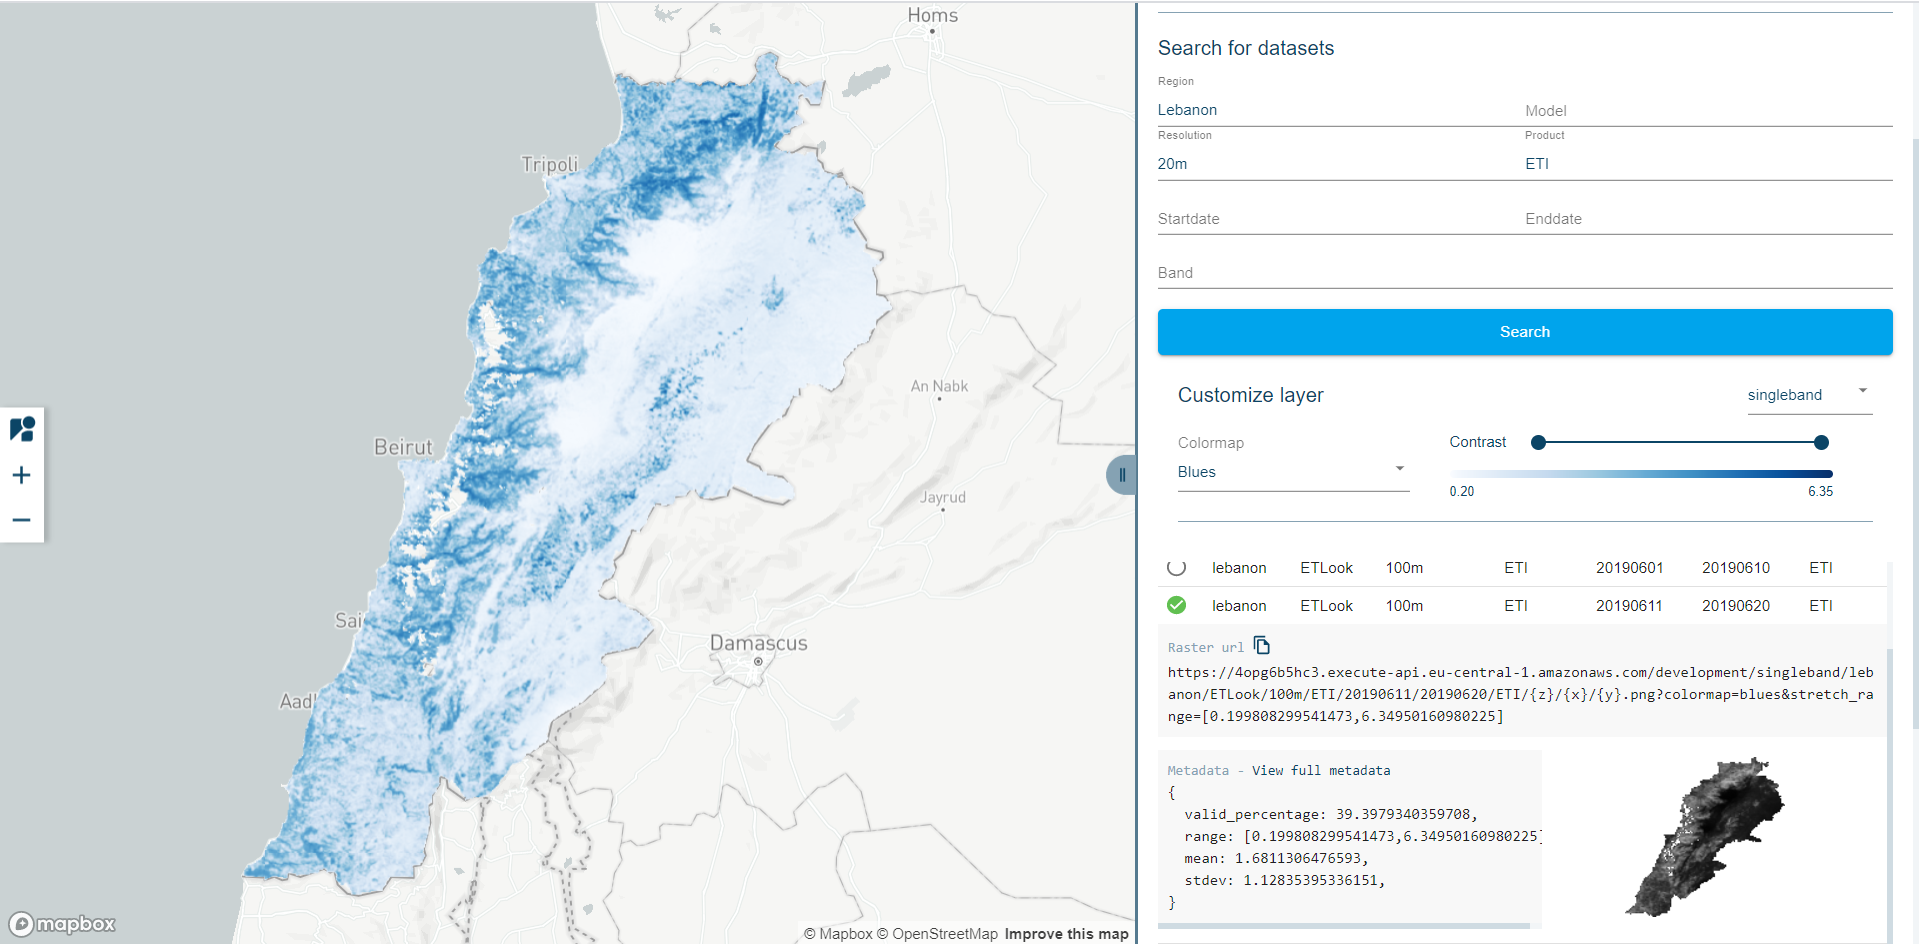 Homs
Tripoli
Beirut
An Nabk
Jayrud
Sai
Damascus
Aadl
mapbox
© Mapbox © OpenStreetMap Improve this map
Search for datasets
Region
Lebanon Model
Resolution Product
20m ETI
Startdate Enddate
Band
Search
Customize layer singleband
Colormap Contrast
Blues
0.20 6.35
lebanon ETLook 100m ETI 20190601 20190610 ETI
lebanon ETLook 100m ETI 20190611 20190620 ETI
Raster url
https://4opg6b5hc3.execute-api.eu-central-1.amazonaws.com/development/singleband/leb
anon/ETLook/100m/ETI/20190611/20190620/ETI/{z}/{x}/{y}.png?colormap=blues&stretch_ra
nge=[0.199808299541473,6.34950160980225]
Metadata - View full metadata
{
valid_percentage: 39.3979340359708,
range: [0.199808299541473,6.34950160980225]
mean: 1.6811306476593,
stdev: 1.12835395336151,
}